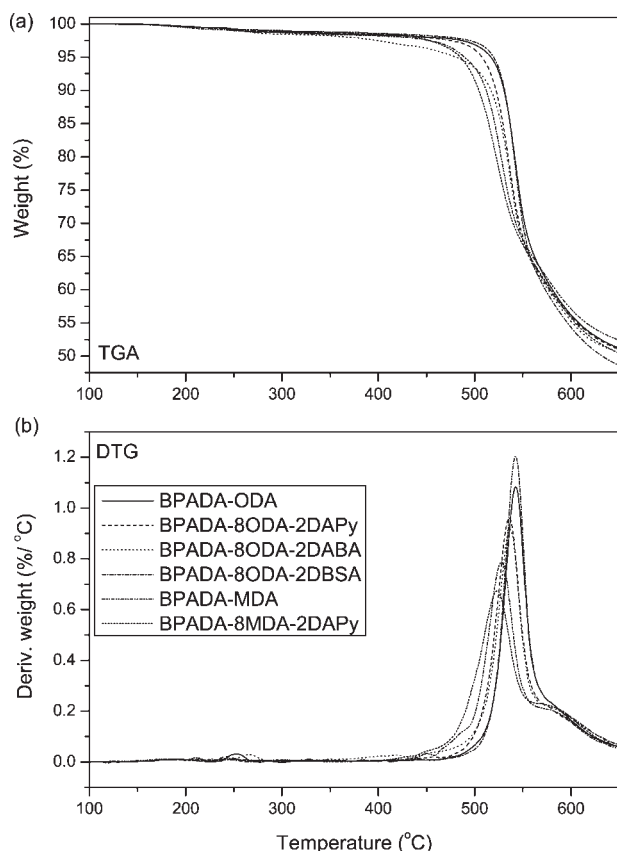 (a)
100
95
90
85
80
75
70
65
60
55
50
Weight (%)
TGA
100 200 300 400 500 600
(b)
DTG
1.2
1.0
0.8
0.6
0.4
0.2
0.0
Deriv. weight (%/ °C)
BPADA-ODA
BPADA-8ODA-2DAPy
BPADA-8ODA-2DABA
BPADA-8ODA-2DBSA
BPADA-MDA
BPADA-8MDA-2DAPy
100 200 300 400 500 600
Temperature (°C)